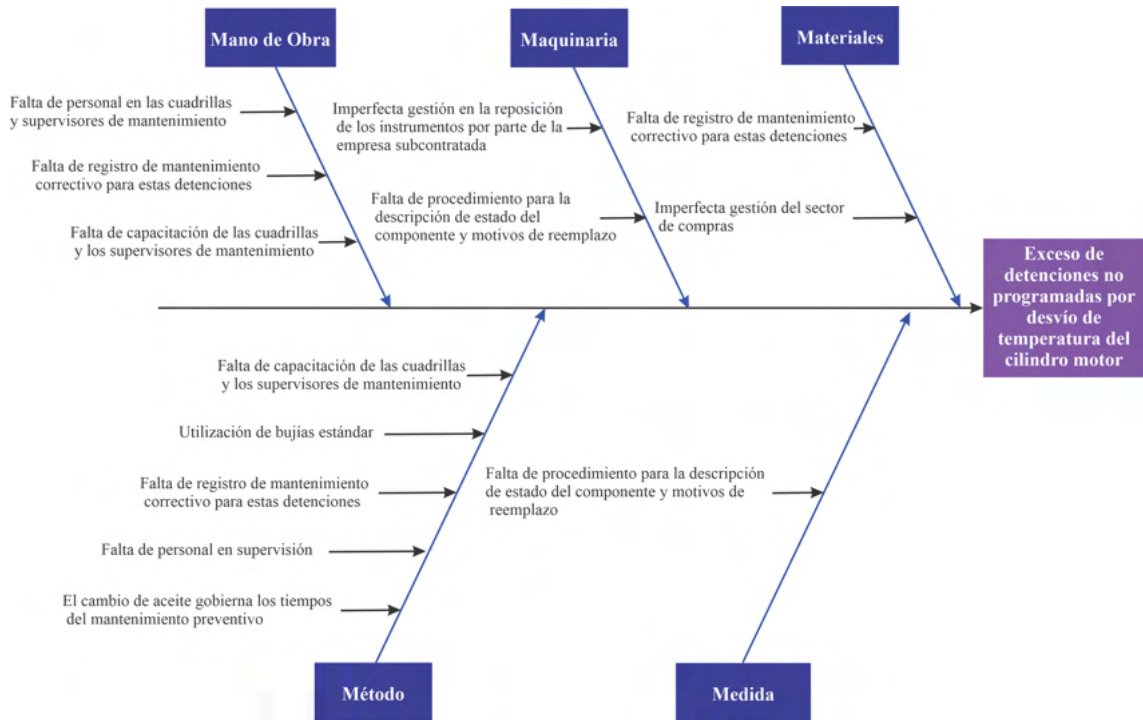 Mano de Obra
Maquinaria
Materiales
Falta de personal en las cuadrillas
y supervisores de mantenimiento
Falta de registro de mantenimiento
correctivo para estas detenciones
Falta de capacitación de las cuadrillas
y los supervisores de mantenimiento
Imperfecta gestión en la reposición
de los instrumentos por parte de la
empresa subcontratada
Falta de procedimiento para la
descripción de estado del
componente y motivos de reemplazo
Falta de registro de mantenimiento
correctivo para estas detenciones
Imperfecta gestión del sector
de compras
Exceso de
detenciones no
programadas por
desvío de
temperatura del
cilindro motor
Falta de capacitación de las cuadrillas
y los supervisores de mantenimiento
Utilización de bujías estándar
Falta de registro de mantenimiento
correctivo para estas detenciones
Falta de personal en supervisión
El cambio de aceite gobierna los tiempos
del mantenimiento preventivo
Falta de procedimiento para la descripción
de estado del componente y motivos de
reemplazo
Método
Medida